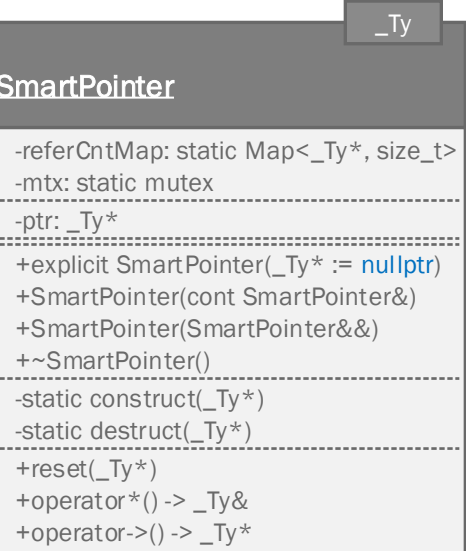 _Ty
SmartPointer
-referCntMap: static Map<_Ty*, size_t>
-mtx: static mutex
-ptr: _Ty*
+explicit SmartPointer(_Ty* := nullptr)
+SmartPointer(cont SmartPointer&)
+SmartPointer(SmartPointer&&)
+~SmartPointer()
-static construct(_Ty*)
-static destruct(_Ty*)
+reset(_Ty*)
+operator*() -> _Ty&
+operator->() -> _Ty*